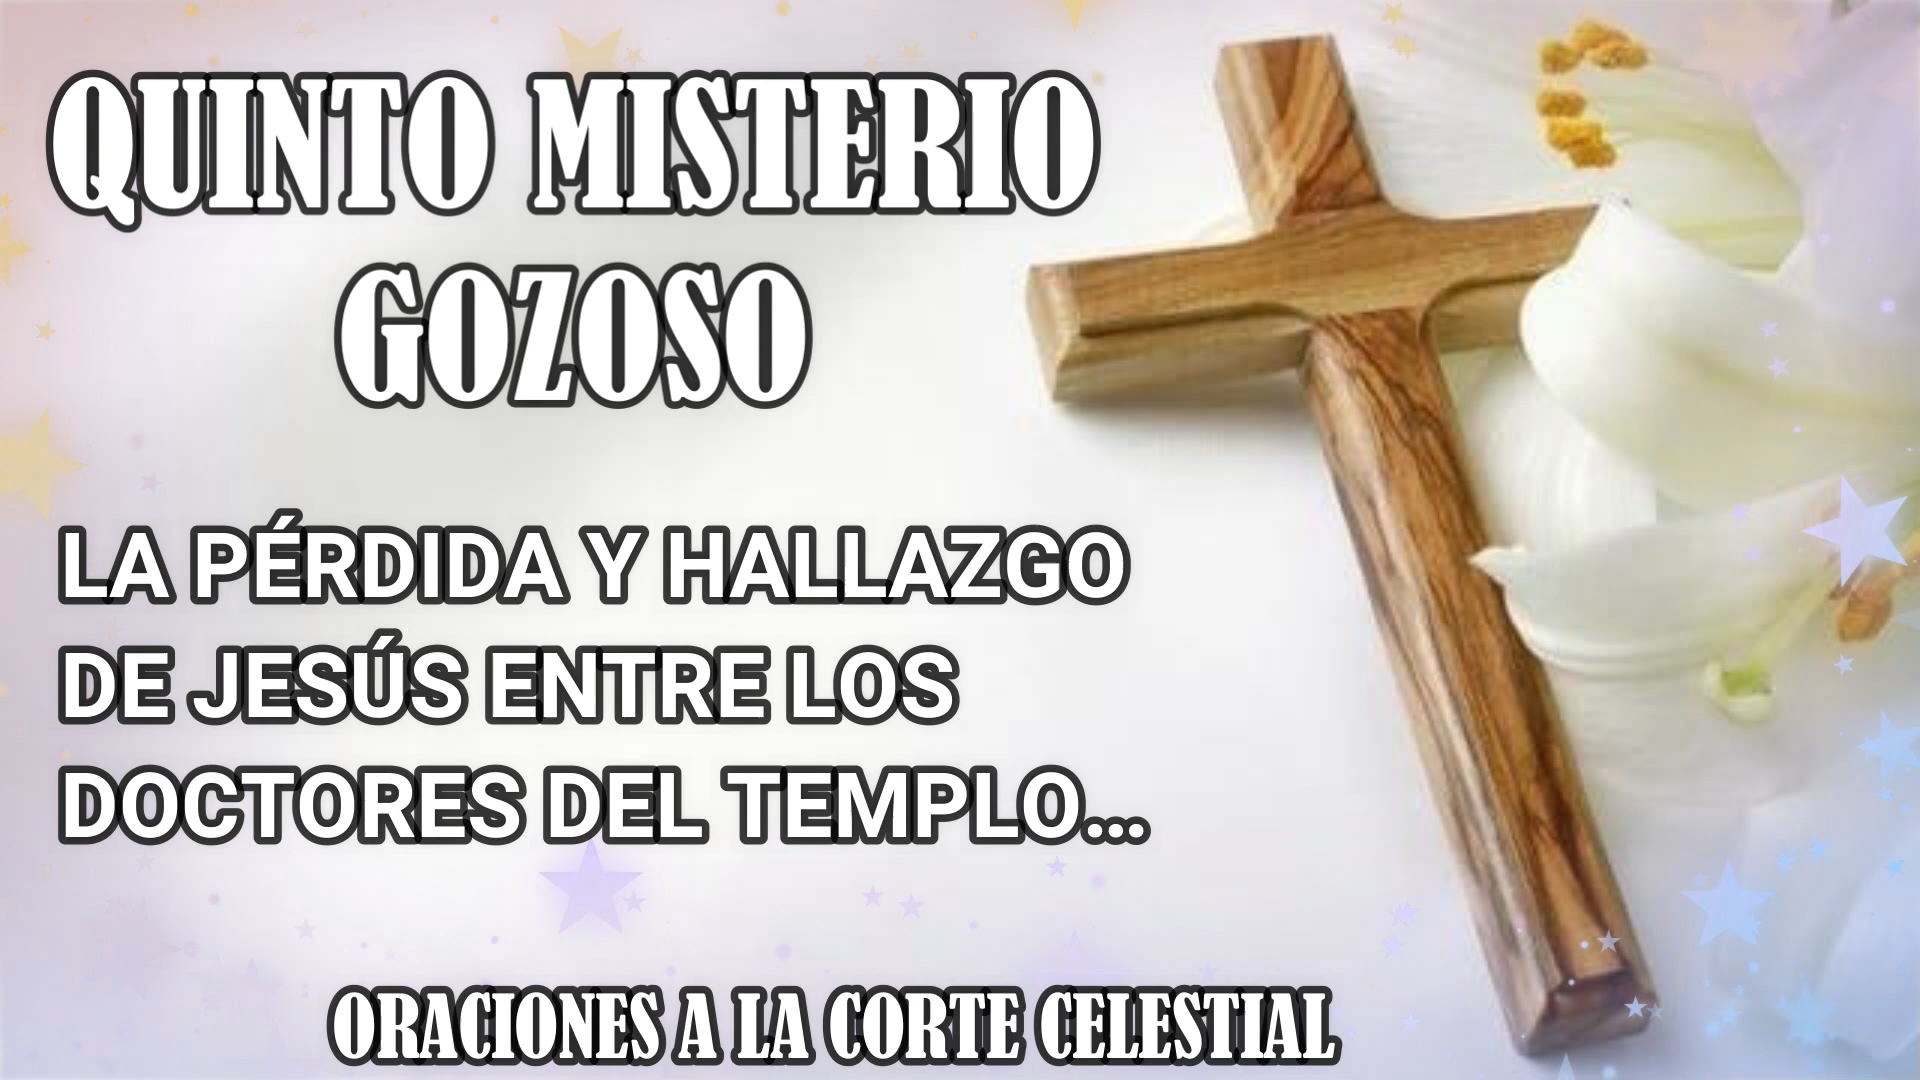 QUINTO MISTERIO
GOZOSO
LA PÉRDIDA Y HALLAZGO
DE JESÚS ENTRE LOS
DOCTORES DEL TEMPLO...
ORACIONES A LA CORTE CELESTIAL